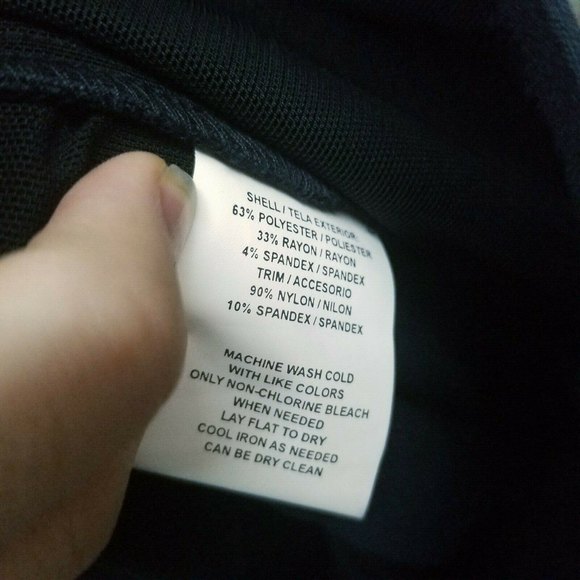 SHELL / TELA EXTERIOR:
63% POLYESTER / POLIESTER
33% RAYON / RAYON
4% SPANDEX / SPANDEX
TRIM / ACCESORIO
90% NYLON / NILON
10% SPANDEX / SPANDEX
MACHINE WASH COLD
WITH LIKE COLORS
ONLY NON-CHLORINE BLEACH
WHEN NEEDED
LAY FLAT TO DRY
COOL IRON AS NEEDED
CAN BE DRY CLEAN